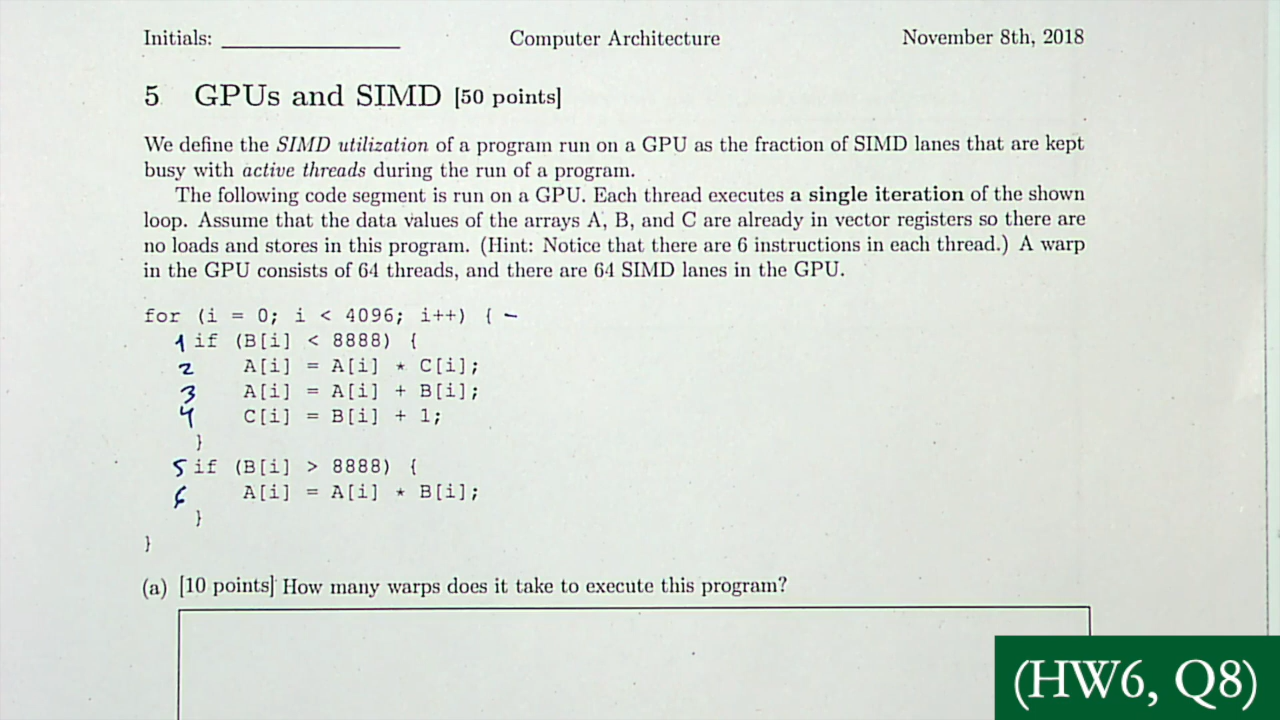 Initials: Computer Architecture November 8th, 2018
5 GPUs and SIMD [50 points]
We define the SIMD utilization of a program run on a GPU as the fraction of SIMD lanes that are kept
busy with active threads during the run of a program.
The following code segment is run on a GPU. Each thread executes a single iteration of the shown
loop. Assume that the data values of the arrays A, B, and C are already in vector registers so there are
no loads and stores in this program. (Hint: Notice that there are 6 instructions in each thread.) A warp
in the GPU consists of 64 threads, and there are 64 SIMD lanes in the GPU.
for (i = 0; i < 4096; i++) { -
1 if (B[i] < 8888) {
2 A[i] = A[i] * C[i];
3 A[i] = A[i] + B[i];
4 C[i] = B[i] + 1;
}
5 if (B[i] > 8888) {
6 A[i] = A[i] * B[i];
}
}
(a) [10 points] How many warps does it take to execute this program?
(HW6, Q8)